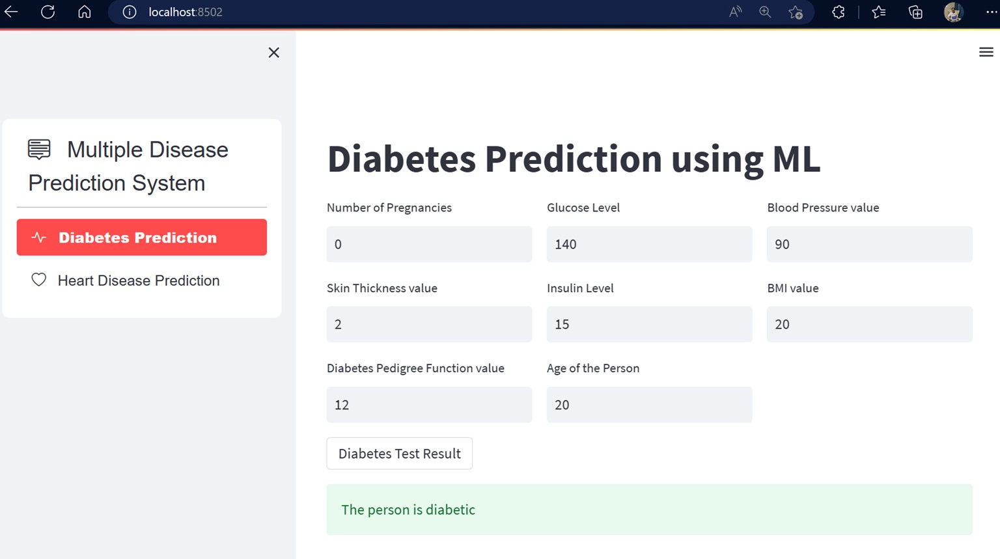 localhost:8502
Multiple Disease
Prediction System
Diabetes Prediction
Heart Disease Prediction
Diabetes Prediction using ML
Number of Pregnancies Glucose Level Blood Pressure value
0 140 90
Skin Thickness value Insulin Level BMI value
2 15 20
Diabetes Pedigree Function value Age of the Person
12 20
Diabetes Test Result
The person is diabetic